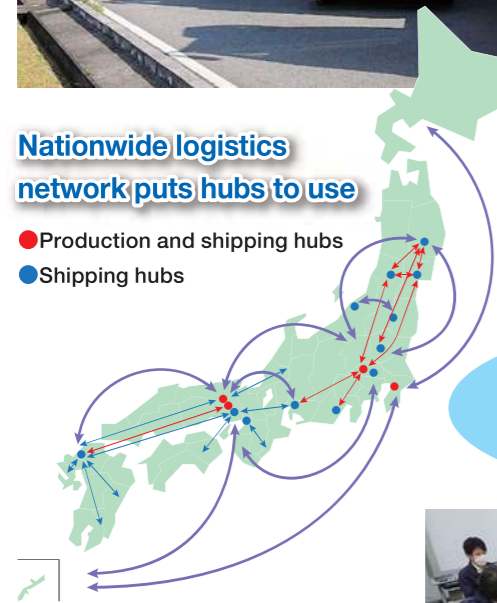 Nationwide logistics
network puts hubs to use
Production and shipping hubs
Shipping hubs